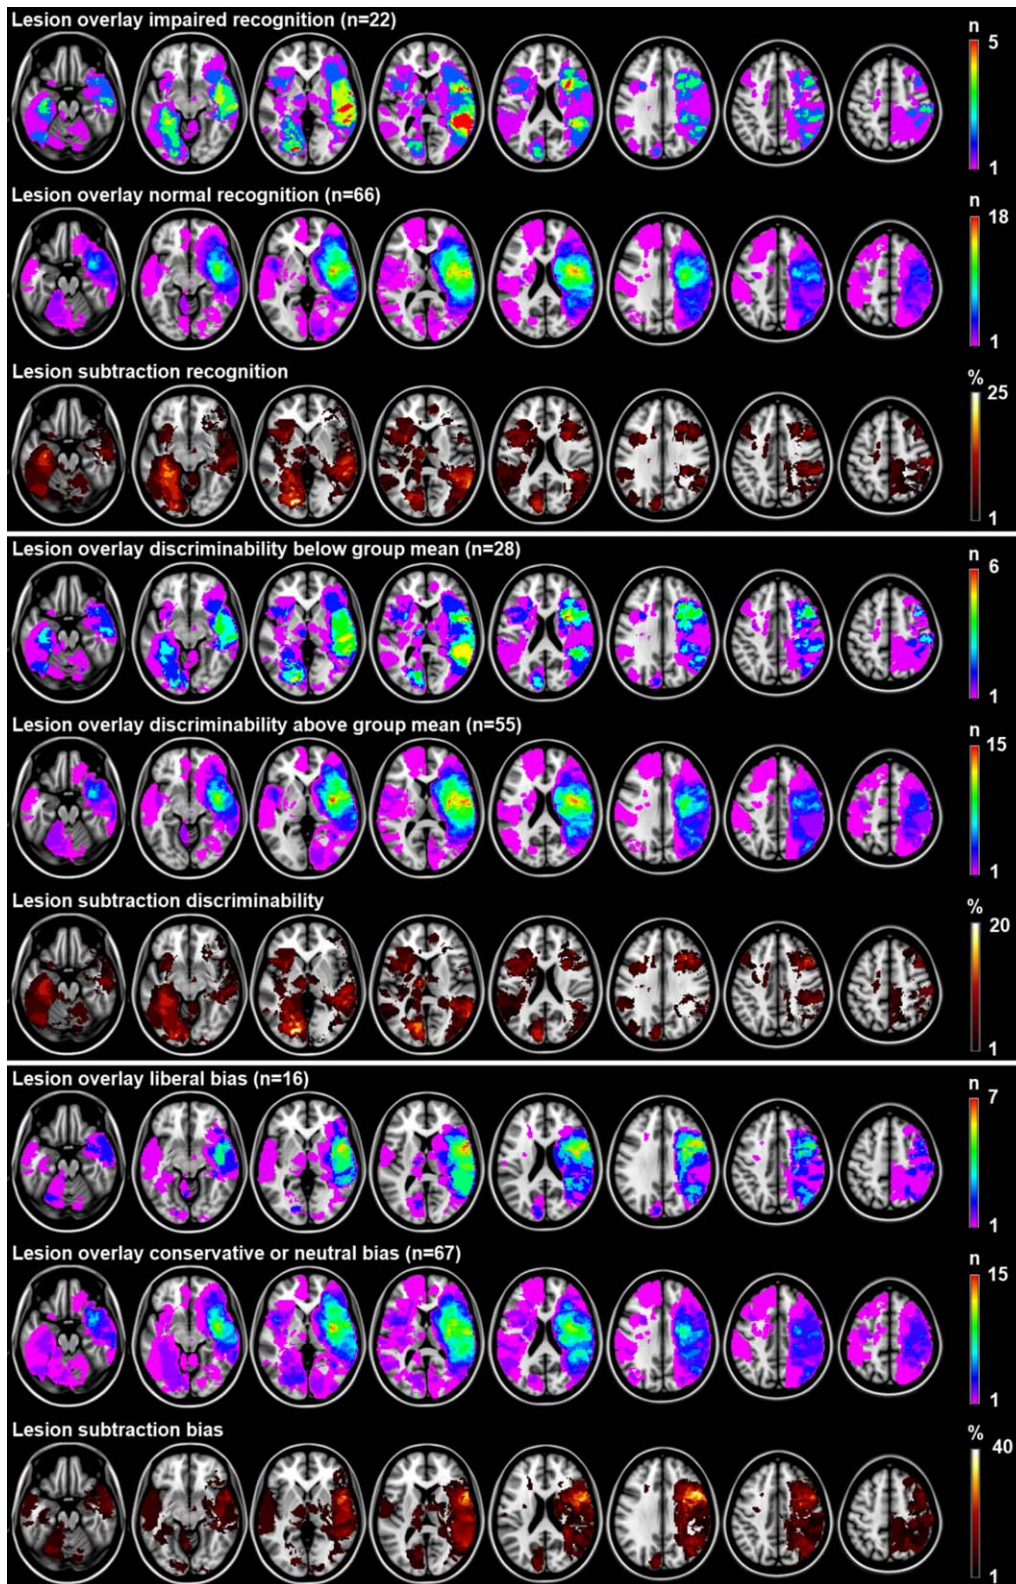 Lesion overlay impaired recognition (n=22)
n
5
1
Lesion overlay normal recognition (n=66)
n
18
1
Lesion subtraction recognition
%
25
1
Lesion overlay discriminability below group mean (n=28)
n
6
1
Lesion overlay discriminability above group mean (n=55)
n
15
1
Lesion subtraction discriminability
%
20
1
Lesion overlay liberal bias (n=16)
n
7
1
Lesion overlay conservative or neutral bias (n=67)
n
15
1
Lesion subtraction bias
%
40
1